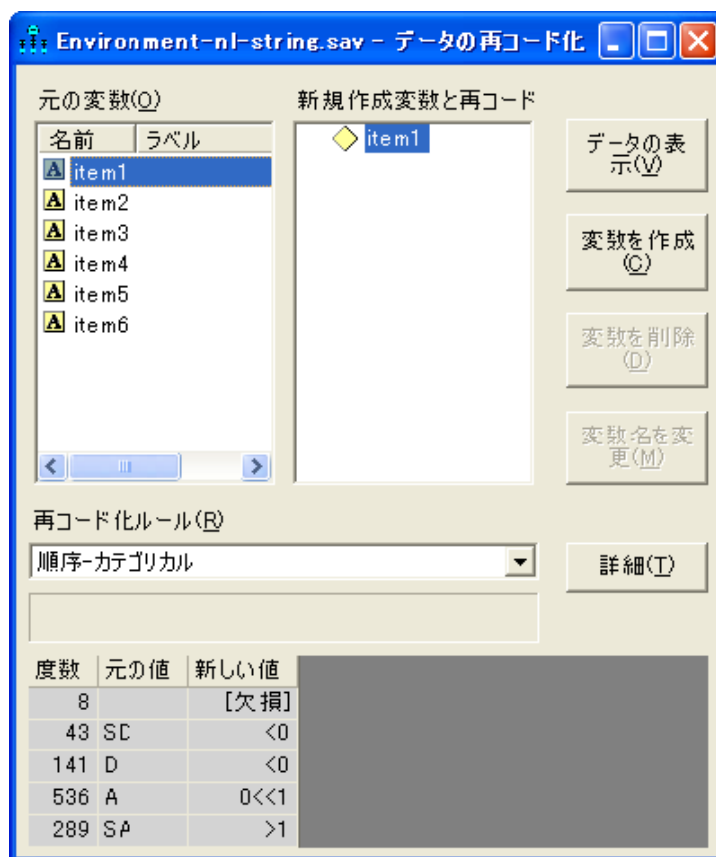 Environment-nl-string.sav - データの再コード化
元の変数(O)
新規作成変数と再コード
名前 ラベル
item1
item2
item3
item4
item5
item6
item1
データの表
示(V)
変数を作成
(C)
変数を削除
(D)
変数名を変
更(M)
再コード化ルール(R)
順序-カテゴリカル
詳細(T)
度数 元の値 新しい値
8 [欠損]
43 SD <0
141 D <0
536 A 0<<1
289 SA >1